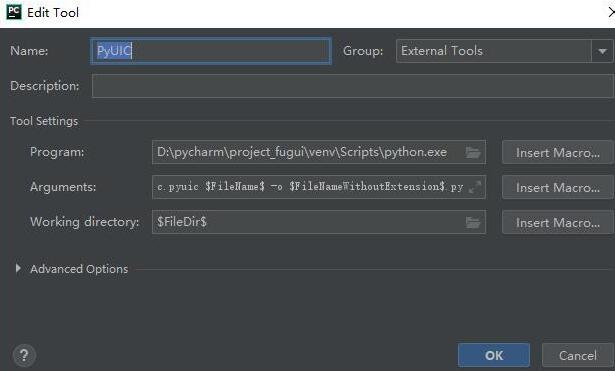 PC Edit Tool
Name: PyUIC Group: External Tools
Description:
Tool Settings
Program: D:\pycharm\project_fugui\venv\Scripts\python.exe Insert Macro...
Arguments: c.pyuic $FileName$ -o $FileNameWithoutExtension$.py Insert Macro...
Working directory: $FileDir$ Insert Macro...
Advanced Options
? OK Cancel